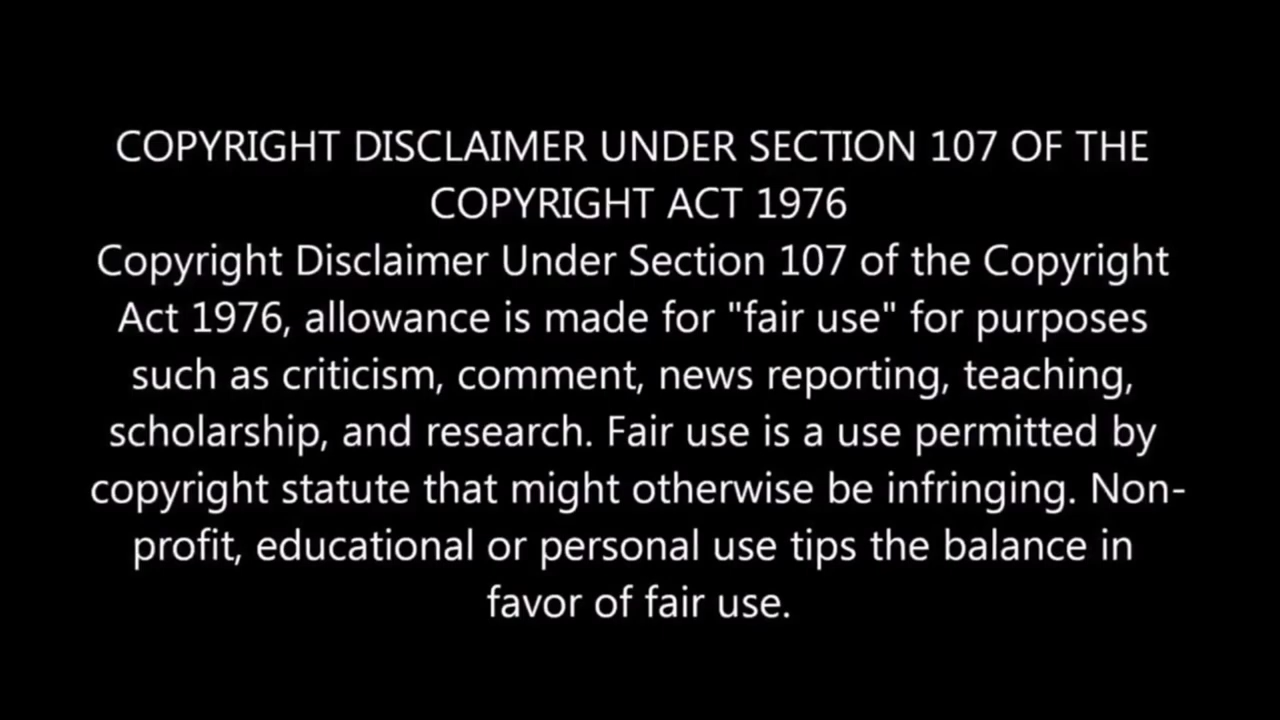 COPYRIGHT DISCLAIMER UNDER SECTION 107 OF THE
COPYRIGHT ACT 1976
Copyright Disclaimer Under Section 107 of the Copyright
Act 1976, allowance is made for "fair use" for purposes
such as criticism, comment, news reporting, teaching,
scholarship, and research. Fair use is a use permitted by
copyright statute that might otherwise be infringing. Non-
profit, educational or personal use tips the balance in
favor of fair use.